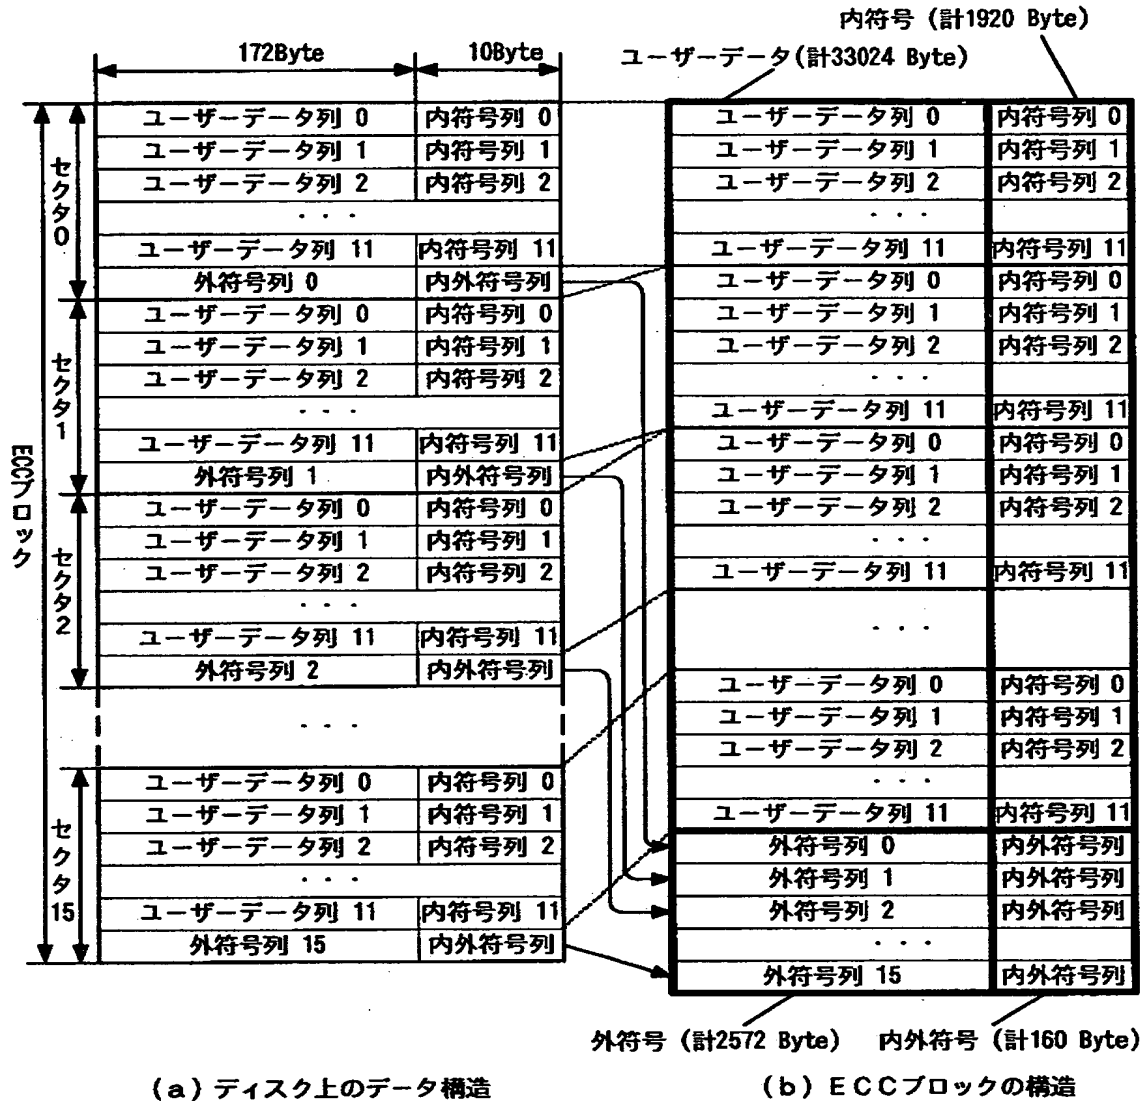 内符号 (計1920 Byte)
172Byte 10Byte ユーザーデータ(計33024 Byte)
ユーザーデータ列 0 内符号列 0
ユーザーデータ列 1 内符号列 1
ユーザーデータ列 2 内符号列 2
・・・
ユーザーデータ列 11 内符号列 11
外符号列 0 内外符号列
ユーザーデータ列 0 内符号列 0
ユーザーデータ列 1 内符号列 1
ユーザーデータ列 2 内符号列 2
・・・
ユーザーデータ列 11 内符号列 11
外符号列 1 内外符号列
ユーザーデータ列 0 内符号列 0
ユーザーデータ列 1 内符号列 1
ユーザーデータ列 2 内符号列 2
・・・
ユーザーデータ列 11 内符号列 11
外符号列 2 内外符号列
・・・
ユーザーデータ列 0 内符号列 0
ユーザーデータ列 1 内符号列 1
ユーザーデータ列 2 内符号列 2
・・・
ユーザーデータ列 11 内符号列 11
外符号列 15 内外符号列
セクタ0
セクタ1
セクタ2
セクタ15
ECCブロック
ユーザーデータ列 0 内符号列 0
ユーザーデータ列 1 内符号列 1
ユーザーデータ列 2 内符号列 2
・・・
ユーザーデータ列 11 内符号列 11
ユーザーデータ列 0 内符号列 0
ユーザーデータ列 1 内符号列 1
ユーザーデータ列 2 内符号列 2
・・・
ユーザーデータ列 11 内符号列 11
ユーザーデータ列 0 内符号列 0
ユーザーデータ列 1 内符号列 1
ユーザーデータ列 2 内符号列 2
・・・
ユーザーデータ列 11 内符号列 11
・・・
ユーザーデータ列 0 内符号列 0
ユーザーデータ列 1 内符号列 1
ユーザーデータ列 2 内符号列 2
・・・
ユーザーデータ列 11 内符号列 11
外符号列 0 内外符号列
外符号列 1 内外符号列
外符号列 2 内外符号列
・・・
外符号列 15 内外符号列
外符号 (計2572 Byte) 内外符号 (計160 Byte)
(a) ディスク上のデータ構造 (b) ECCブロックの構造